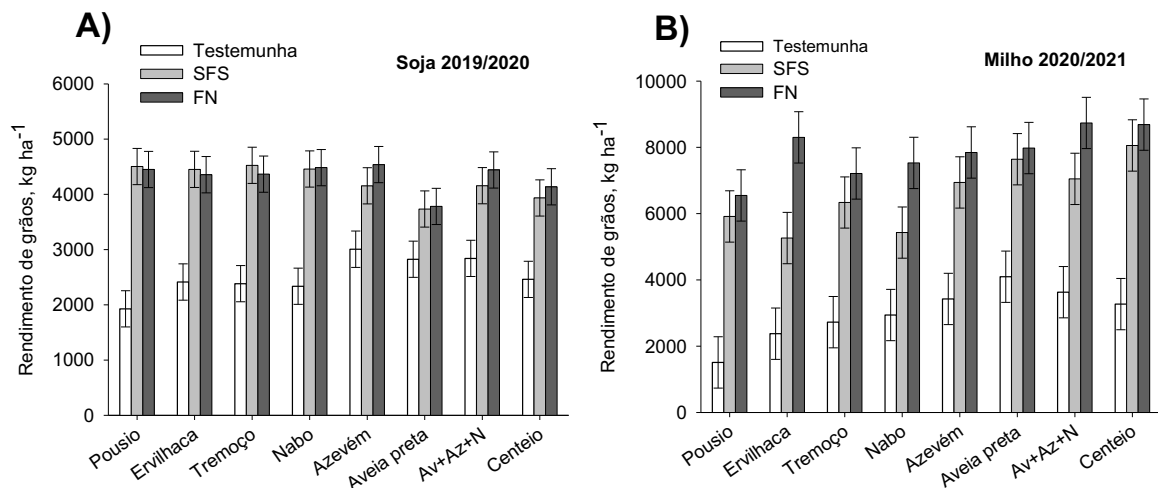 A)
Testemunha
SFS
FN
Soja 2019/2020
Rendimento de grãos, kg ha⁻¹
6000
5000
4000
3000
2000
1000
0
Pousio
Ervilhaca
Tremoço
Nabo
Azevém
Aveia preta
Av+Az+N
Centeio
B)
Testemunha
SFS
FN
Milho 2020/2021
Rendimento de grãos, kg ha⁻¹
10000
8000
6000
4000
2000
0
Pousio
Ervilhaca
Tremoço
Nabo
Azevém
Aveia preta
Av+Az+N
Centeio